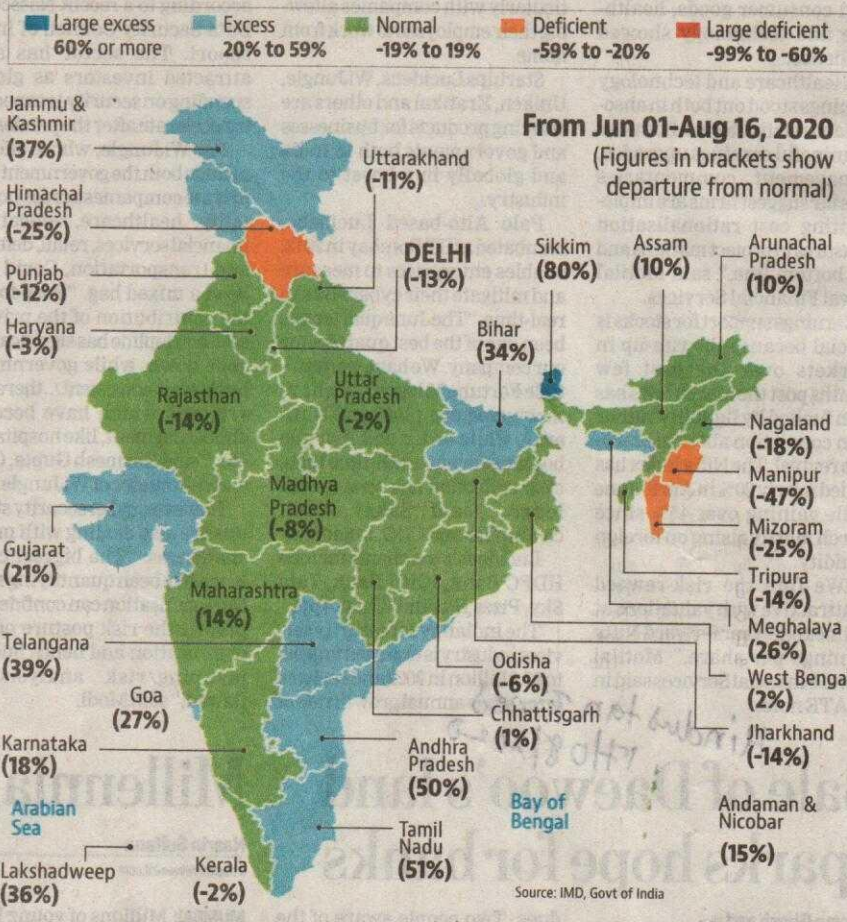 Large excess
60% or more
Excess
20% to 59%
Normal
-19% to 19%
Deficient
-59% to -20%
Large deficient
-99% to -60%
From Jun 01-Aug 16, 2020
(Figures in brackets show
departure from normal)
Jammu &
Kashmir
(37%)
Himachal
Pradesh
(-25%)
Punjab
(-12%)
Haryana
(-3%)
Uttarakhand
(-11%)
DELHI
(-13%)
Sikkim
(80%)
Assam
(10%)
Arunachal
Pradesh
(10%)
Bihar
(34%)
Rajasthan
(-14%)
Uttar
Pradesh
(-2%)
Madhya
Pradesh
(-8%)
Nagaland
(-18%)
Manipur
(-47%)
Mizoram
(-25%)
Tripura
(-14%)
Meghalaya
(26%)
West Benga
(2%)
Jharkhand
(-14%)
Gujarat
(21%)
Maharashtra
(14%)
Telangana
(39%)
Goa
(27%)
Odisha
(-6%)
Chhattisgarh
(1%)
Karnataka
(18%)
Andhra
Pradesh
(50%)
Arabian
Sea
Bay of
Bengal
Andaman &
Nicobar
(15%)
Tamil
Nadu
(51%)
Lakshadweep
(36%)
Kerala
(-2%)
Source: IMD, Govt of India